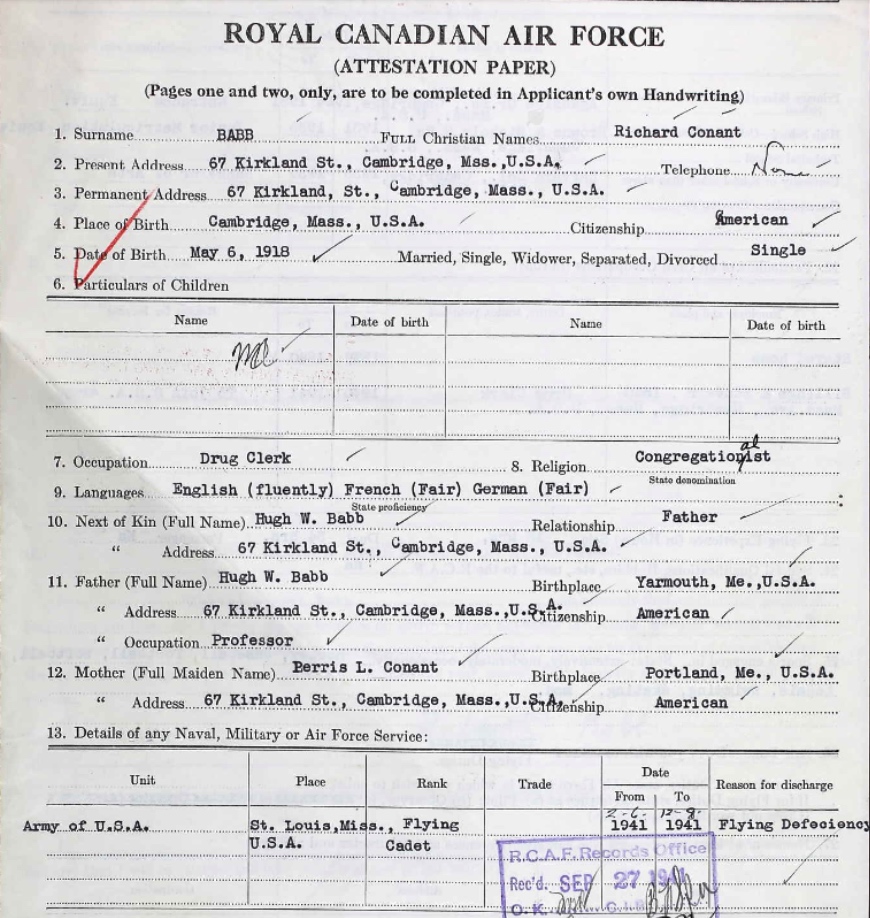 ROYAL CANADIAN AIR FORCE
(ATTESTATION PAPER)
(Pages one and two, only, are to be completed in Applicant's own Handwriting)
1. Surname BABB FULL Christian Names Richard Conant
2. Present Address 67 Kirkland St., Cambridge, Mss.,U.S.A. Telephone None
3. Permanent Address 67 Kirkland, St., Cambridge, Mass., U.S.A.
4. Place of Birth Cambridge, Mass., U.S.A. Citizenship American
5. Date of Birth May 6, 1918 Married, Single, Widower, Separated, Divorced Single
6. Particulars of Children
Name Date of birth Name Date of birth
7. Occupation Drug Clerk 8. Religion Congregationalist
State denomination
9. Languages English (fluently) French (Fair) German (Fair)
State proficiency
10. Next of Kin (Full Name) Hugh W. Babb Relationship Father
" Address 67 Kirkland St., Cambridge, Mass., U.S.A.
11. Father (Full Name) Hugh W. Babb Birthplace Yarmouth, Me.,U.S.A.
" Address 67 Kirkland St., Cambridge, Mass.,U.S.A. Citizenship American
" Occupation Professor
12. Mother (Full Maiden Name) Berris L. Conant Birthplace Portland, Me., U.S.A.
" Address 67 Kirkland St., Cambridge, Mass.,U.S.A. Citizenship American
13. Details of any Naval, Military or Air Force Service:
Unit Place Rank Trade Date Reason for discharge
From To
2-6- 12-9-
Army of U.S.A. St. Louis,Miss., Flying 1941 1941 Flying Defeciency
U.S.A. Cadet
R.C.A.F. Records Office
Rec'd. SEP 27 1941
O.K.